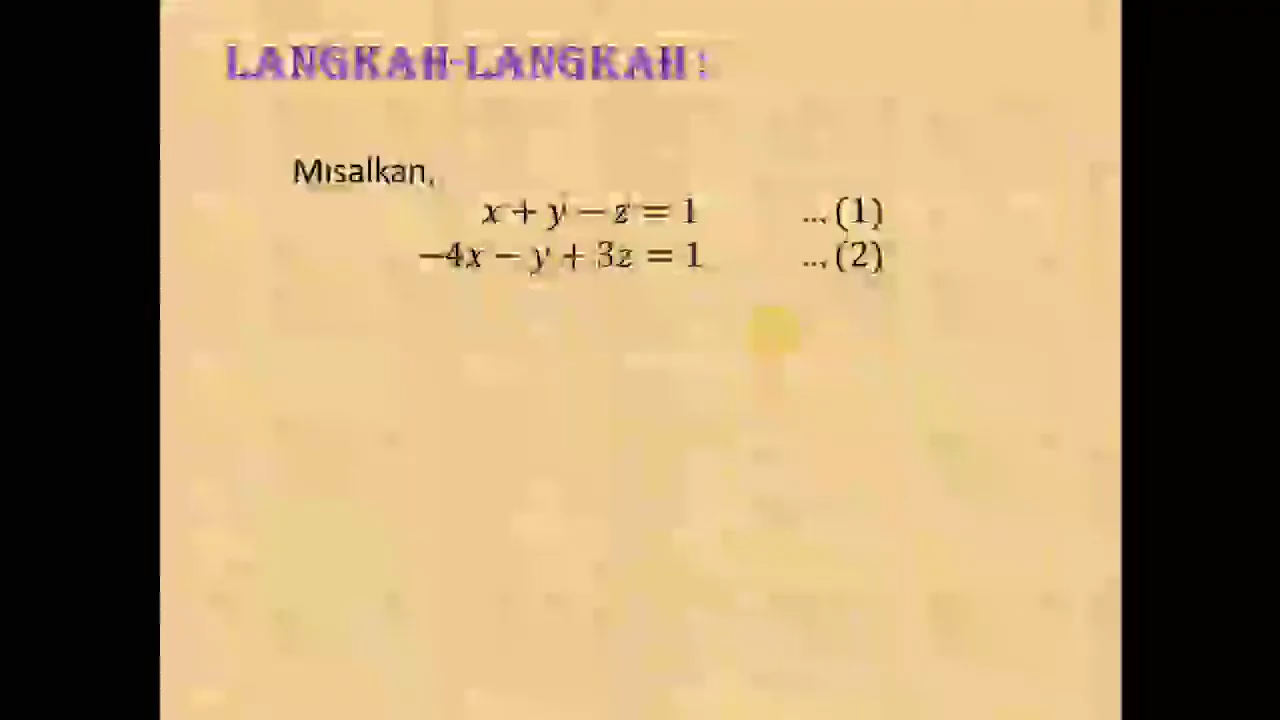 LANGKAH-LANGKAH :
Misalkan,
x + y − z = 1 ...(1)
−4x − y + 3z = 1 ...(2)